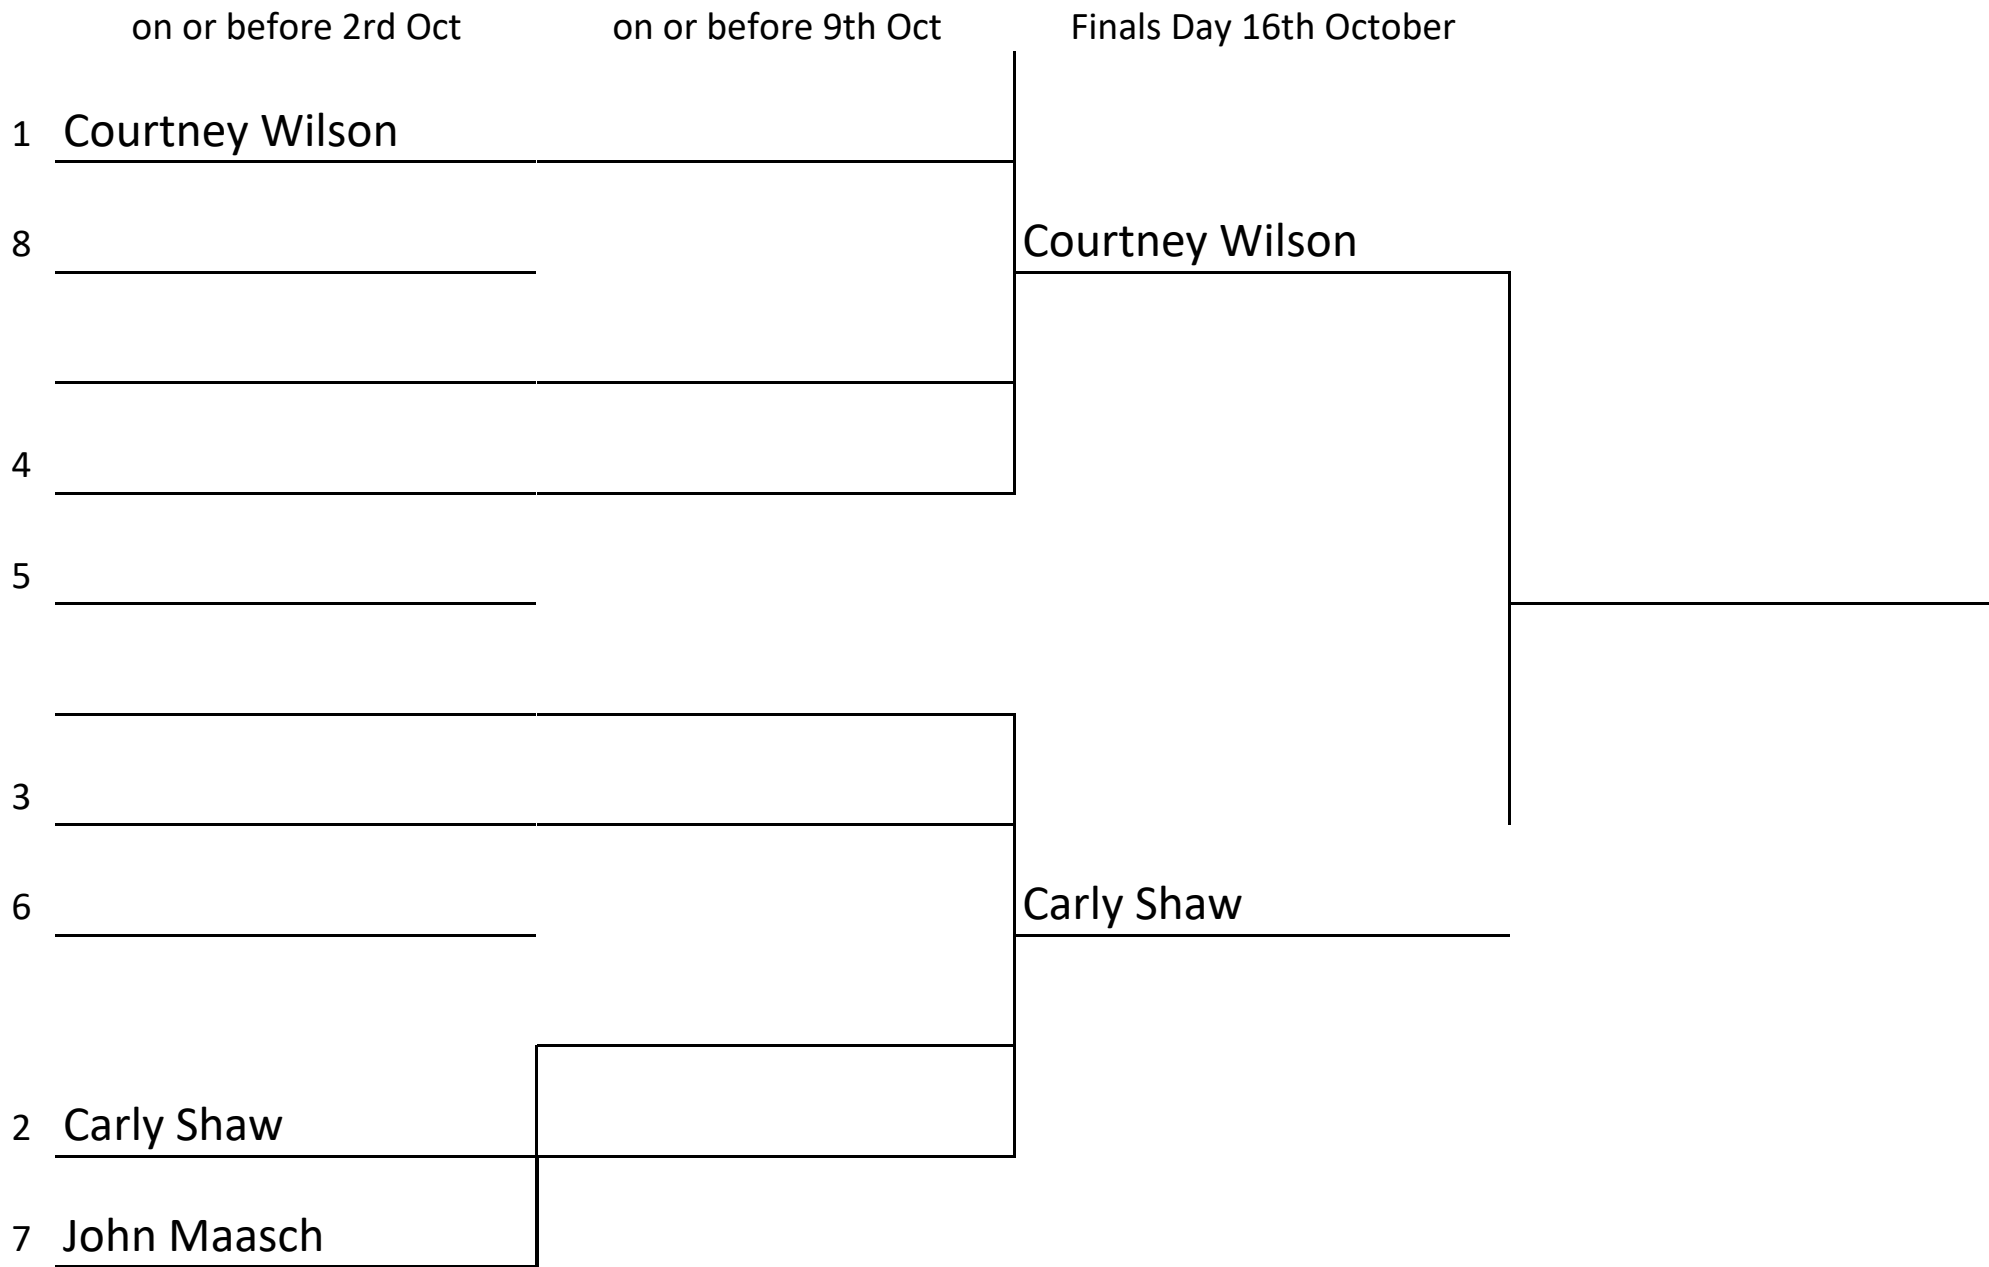 on or before 2rd Oct on or before 9th Oct Finals Day 16th October
1 Courtney Wilson
8 Courtney Wilson
4
5
3
6 Carly Shaw
2 Carly Shaw
7 John Maasch